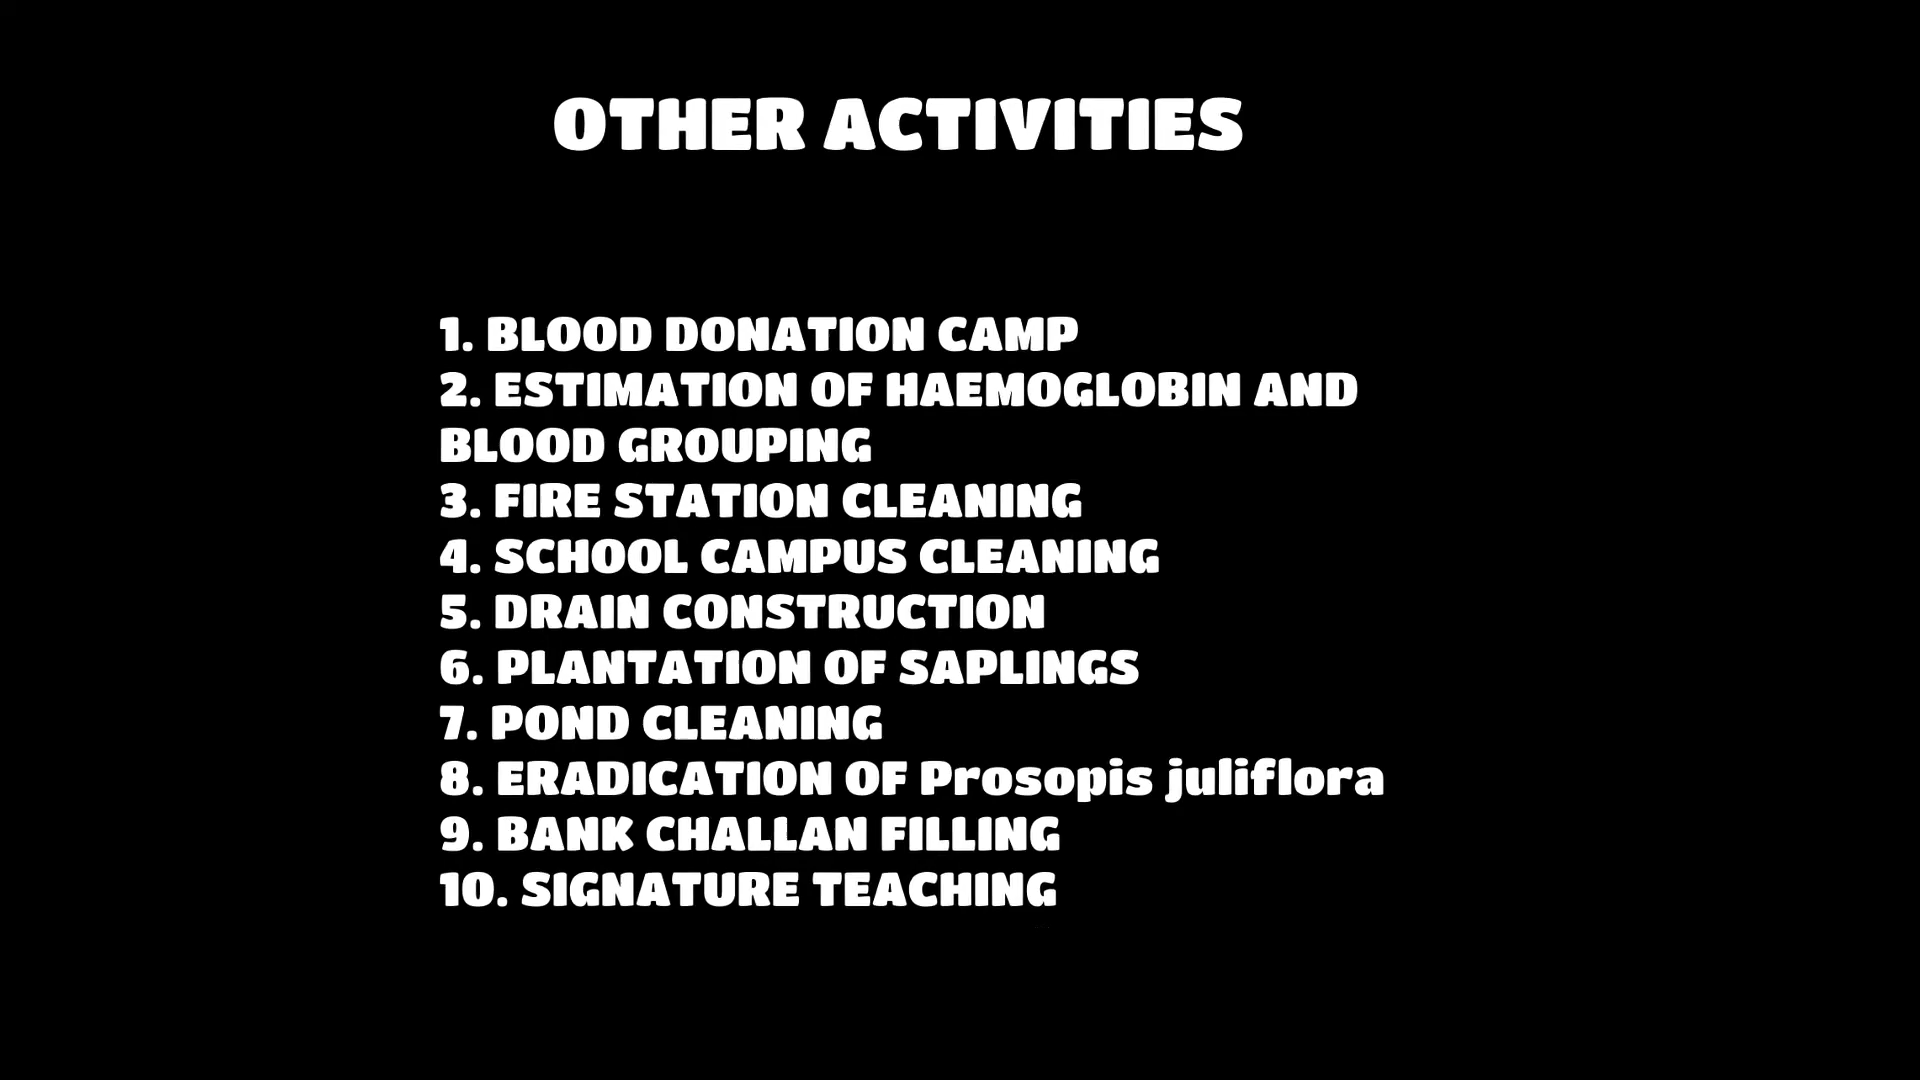 OTHER ACTIVITIES
1. BLOOD DONATION CAMP
2. ESTIMATION OF HAEMOGLOBIN AND
BLOOD GROUPING
3. FIRE STATION CLEANING
4. SCHOOL CAMPUS CLEANING
5. DRAIN CONSTRUCTION
6. PLANTATION OF SAPLINGS
7. POND CLEANING
8. ERADICATION OF Prosopis juliflora
9. BANK CHALLAN FILLING
10. SIGNATURE TEACHING